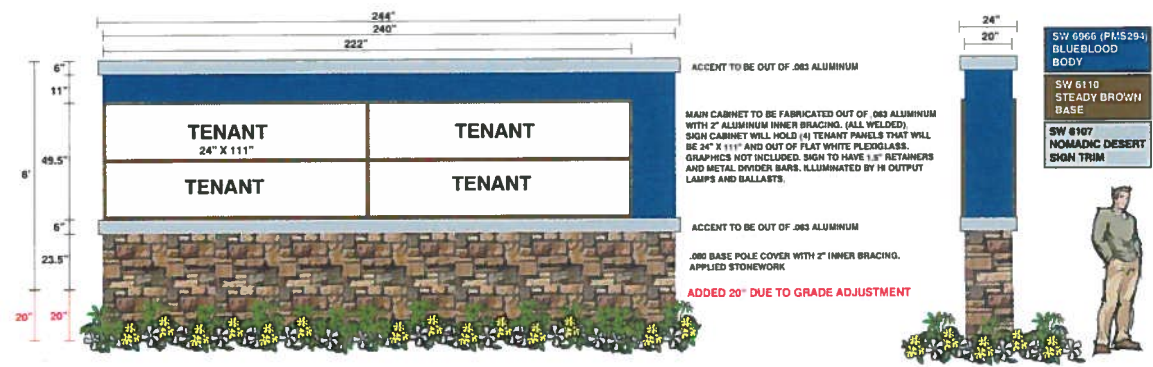 244"
240"
222"
6"
11"
49.5"
8'
6"
23.5"
20"
20"
TENANT
24" X 111"
TENANT
TENANT
TENANT
ACCENT TO BE OUT OF .063 ALUMINUM
MAIN CABINET TO BE FABRICATED OUT OF .063 ALUMINUM
WITH 2" ALUMINUM INNER BRACING. (ALL WELDED)
SIGN CABINET WILL HOLD (4) TENANT PANELS THAT WILL
BE 24" X 111" AND OUT OF FLAT WHITE PLEXIGLASS.
GRAPHICS NOT INCLUDED. SIGN TO HAVE 1.5" RETAINERS
AND METAL DIVIDER BARS. ILLUMINATED BY HI OUTPUT
LAMPS AND BALLASTS.
ACCENT TO BE OUT OF .063 ALUMINUM
.080 BASE POLE COVER WITH 2" INNER BRACING.
APPLIED STONEWORK
ADDED 20" DUE TO GRADE ADJUSTMENT
24"
20"
SW 6966 (PMS294)
BLUEBLOOD
BODY
SW 6110
STEADY BROWN
BASE
SW 6107
NOMADIC DESERT
SIGN TRIM